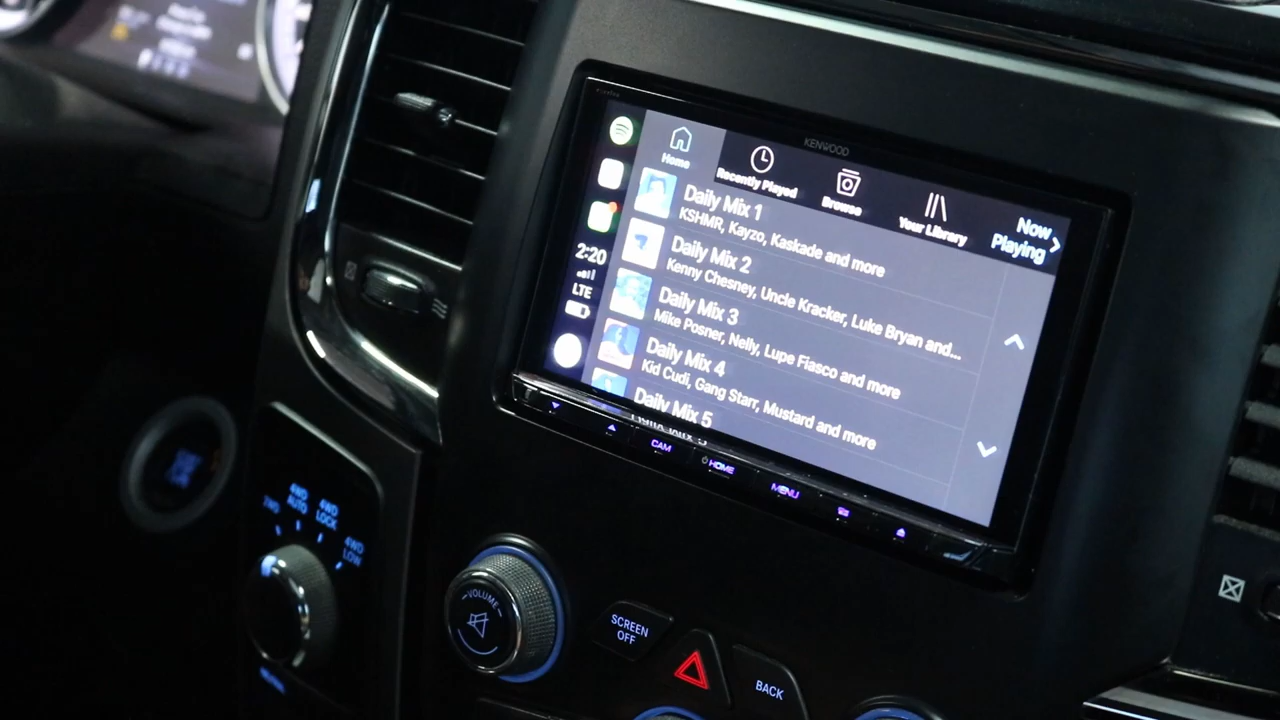 KENWOOD
Home
Recently Played
Browse
Your Library
Now
Playing
Daily Mix 1
KSHMR, Kayzo, Kaskade and more
Daily Mix 2
Kenny Chesney, Uncle Kracker, Luke Bryan and...
Daily Mix 3
Mike Posner, Nelly, Lupe Fiasco and more
Daily Mix 4
Kid Cudi, Gang Starr, Mustard and more
Daily Mix 5
2:20
LTE
CAM
HOME
MENU
2WD
4WD
AUTO
4WD
LOCK
4WD
LOW
VOLUME
SCREEN
OFF
BACK